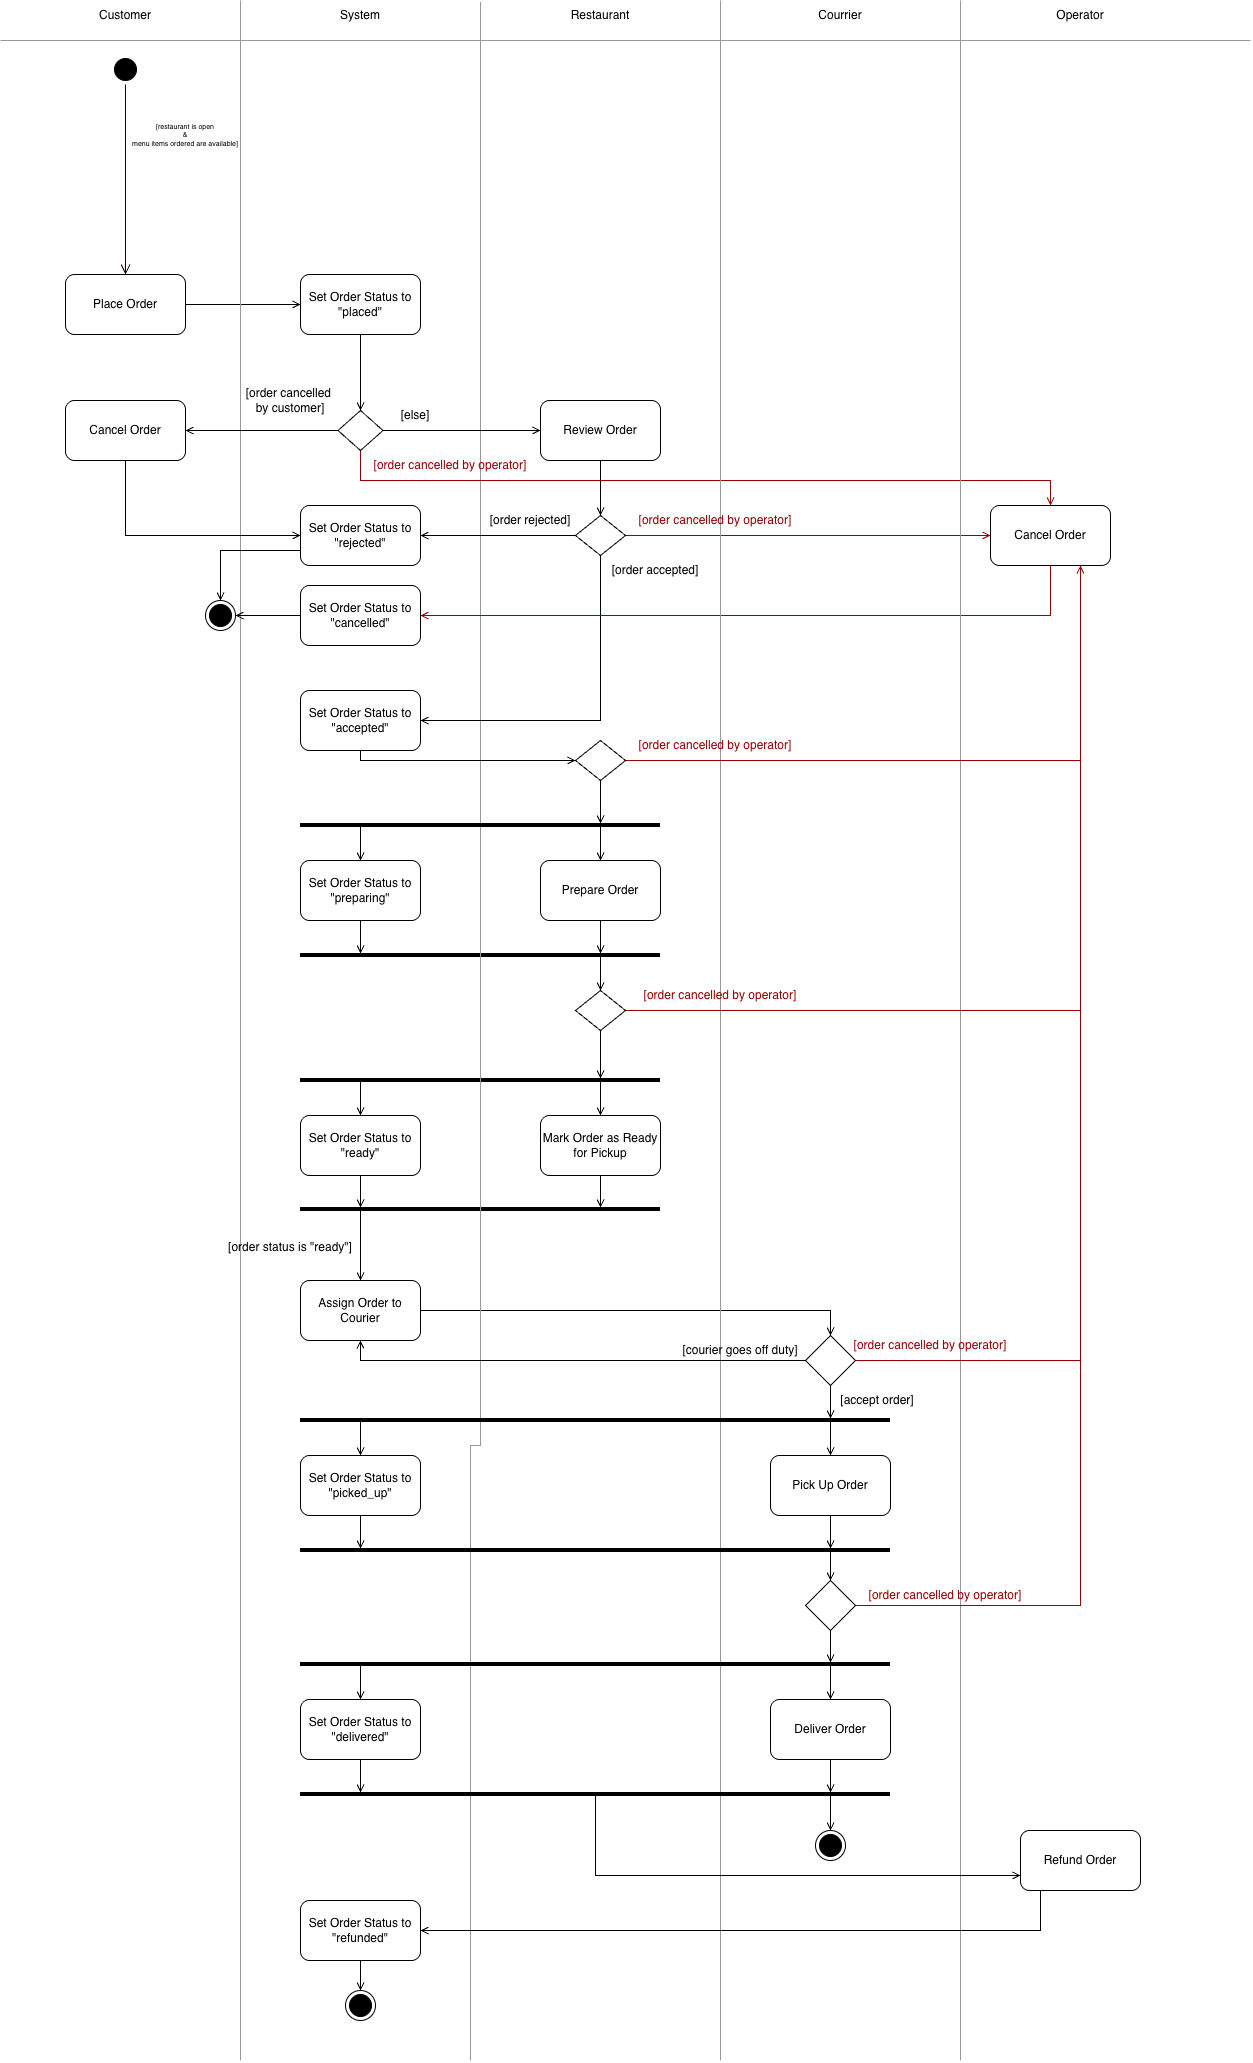 Customer
System
Restaurant
Courrier
Operator
[restaurant is open
&
menu items ordered are available]
Place Order
Set Order Status to
"placed"
[order cancelled
by customer]
[else]
Cancel Order
Review Order
[order cancelled by operator]
[order rejected]
[order cancelled by operator]
Set Order Status to
"rejected"
Cancel Order
[order accepted]
Set Order Status to
"cancelled"
Set Order Status to
"accepted"
[order cancelled by operator]
Set Order Status to
"preparing"
Prepare Order
[order cancelled by operator]
Set Order Status to
"ready"
Mark Order as Ready
for Pickup
[order status is "ready"]
Assign Order to
Courier
[courier goes off duty]
[order cancelled by operator]
[accept order]
Set Order Status to
"picked_up"
Pick Up Order
[order cancelled by operator]
Set Order Status to
"delivered"
Deliver Order
Refund Order
Set Order Status to
"refunded"